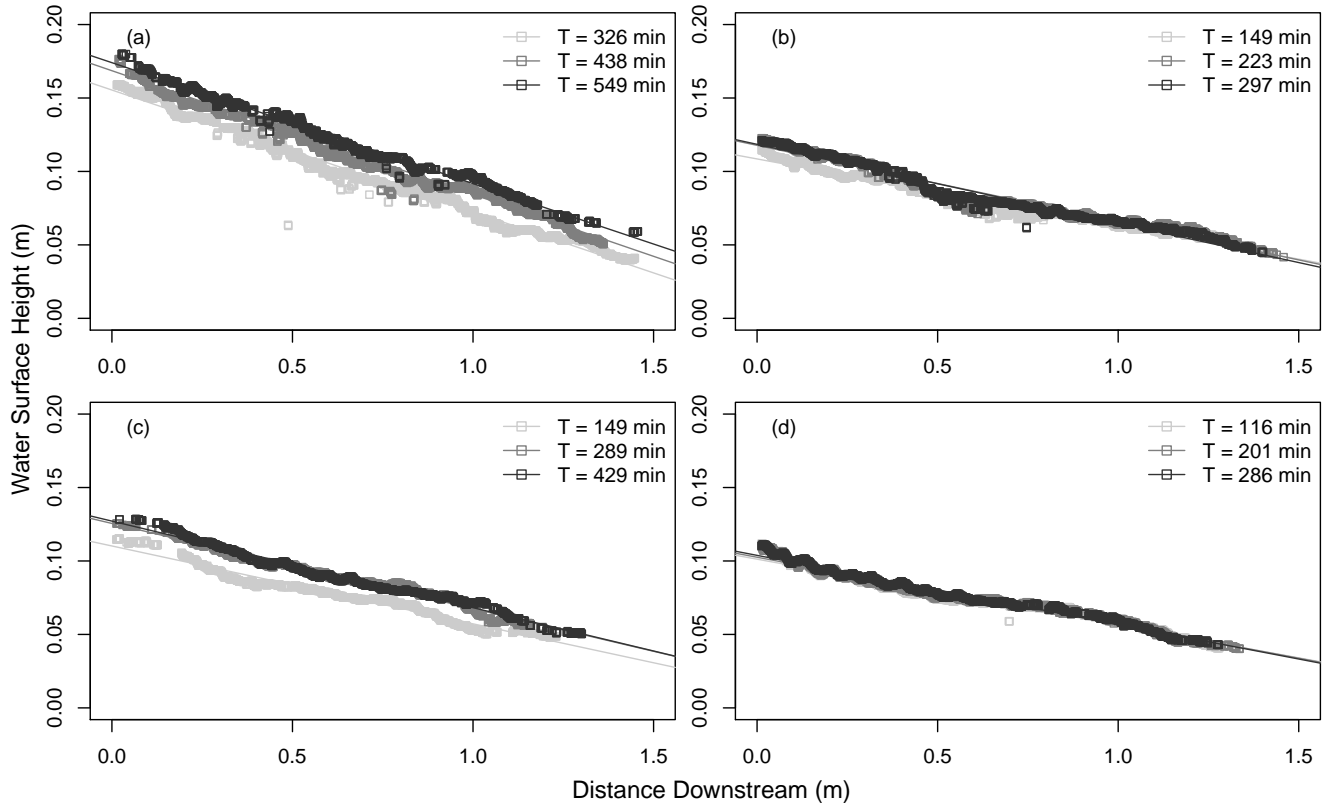 (a)
T = 326 min
T = 438 min
T = 549 min
0.00
0.05
0.10
0.15
0.20
0.0
0.5
1.0
1.5
(b)
T = 149 min
T = 223 min
T = 297 min
0.00
0.05
0.10
0.15
0.20
0.0
0.5
1.0
1.5
(c)
T = 149 min
T = 289 min
T = 429 min
0.00
0.05
0.10
0.15
0.20
0.0
0.5
1.0
1.5
(d)
T = 116 min
T = 201 min
T = 286 min
0.00
0.05
0.10
0.15
0.20
0.0
0.5
1.0
1.5
Water Surface Height (m)
Distance Downstream (m)